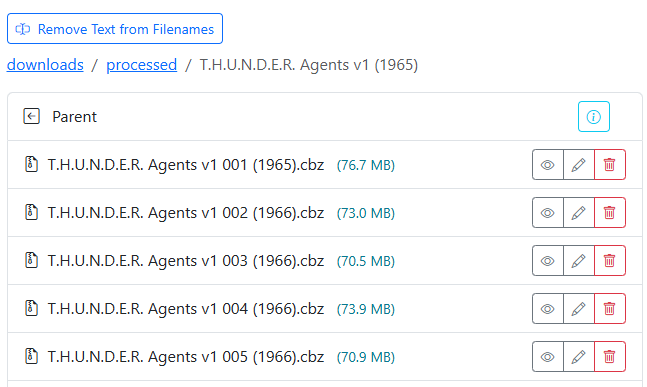 Remove Text from Filenames
downloads / processed / T.H.U.N.D.E.R. Agents v1 (1965)
Parent
T.H.U.N.D.E.R. Agents v1 001 (1965).cbz (76.7 MB)
T.H.U.N.D.E.R. Agents v1 002 (1966).cbz (73.0 MB)
T.H.U.N.D.E.R. Agents v1 003 (1966).cbz (70.5 MB)
T.H.U.N.D.E.R. Agents v1 004 (1966).cbz (73.9 MB)
T.H.U.N.D.E.R. Agents v1 005 (1966).cbz (70.9 MB)